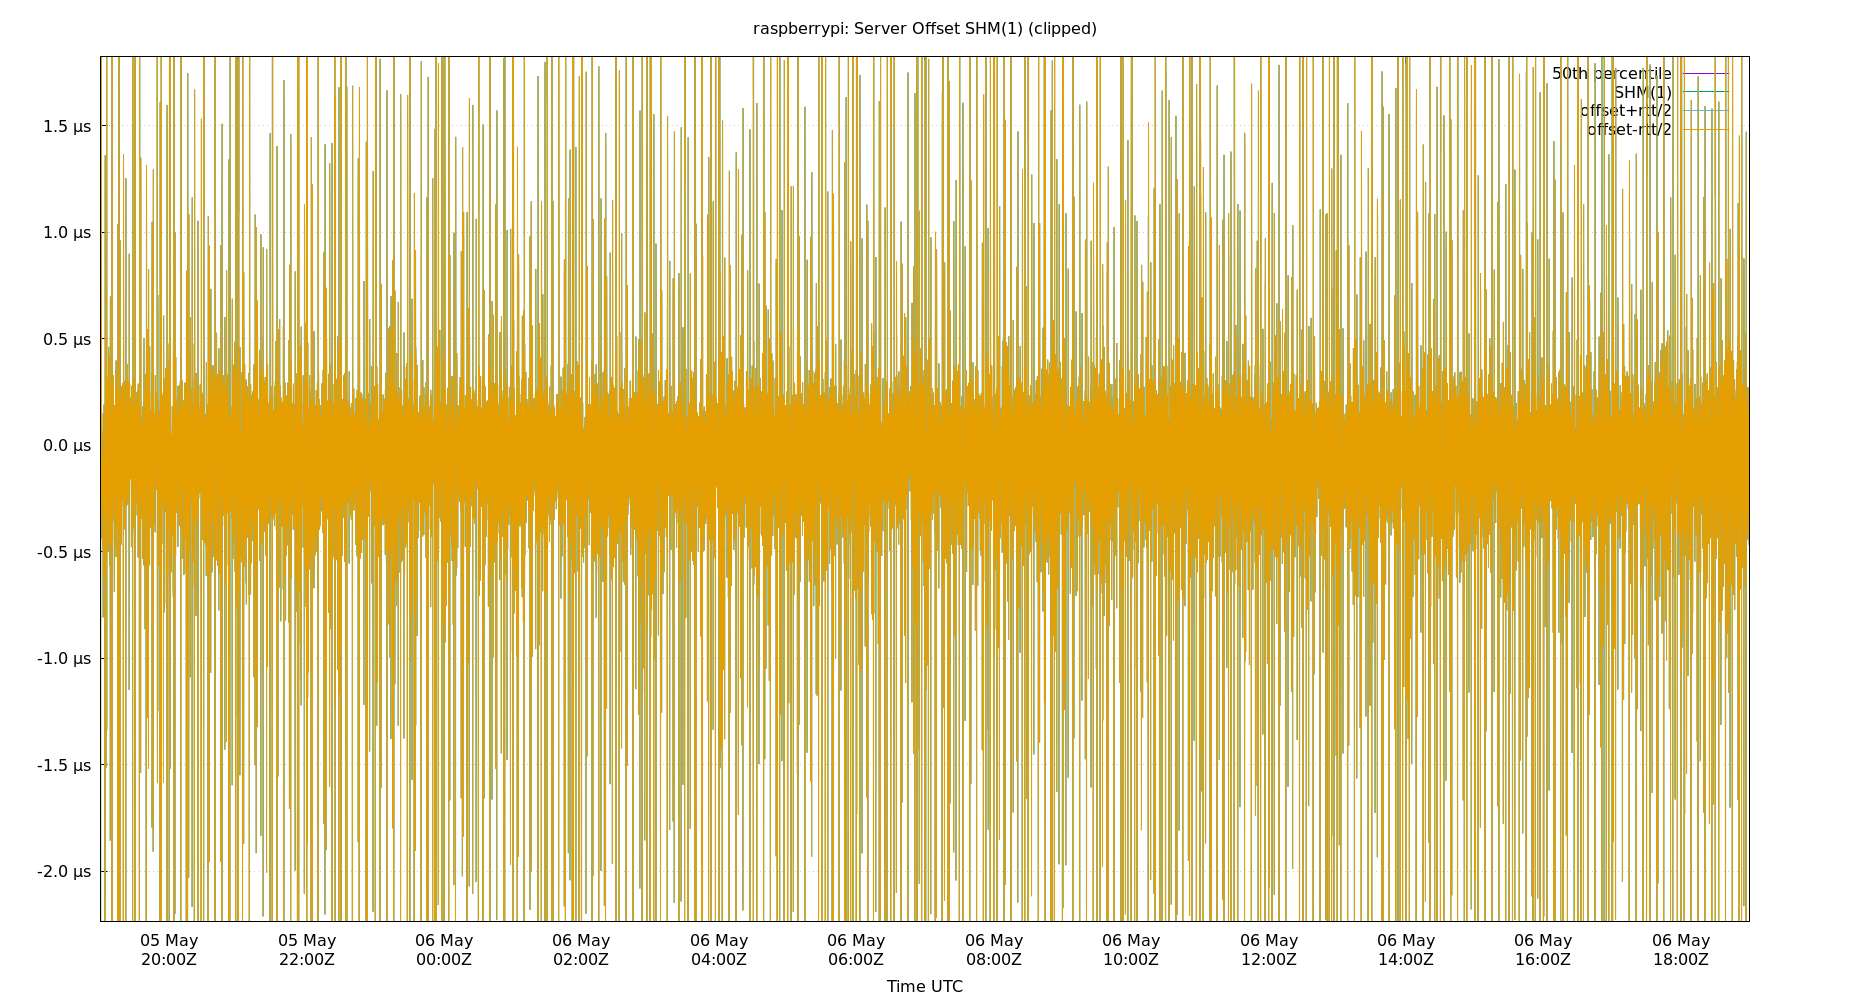 raspberrypi: Server Offset SHM(1) (clipped)
50th percentile
SHM(1)
offset+rtt/2
offset-rtt/2
1.5 µs
1.0 µs
0.5 µs
0.0 µs
-0.5 µs
-1.0 µs
-1.5 µs
-2.0 µs
05 May 05 May 06 May 06 May 06 May 06 May 06 May 06 May 06 May 06 May 06 May 06 May
20:00Z 22:00Z 00:00Z 02:00Z 04:00Z 06:00Z 08:00Z 10:00Z 12:00Z 14:00Z 16:00Z 18:00Z
Time UTC